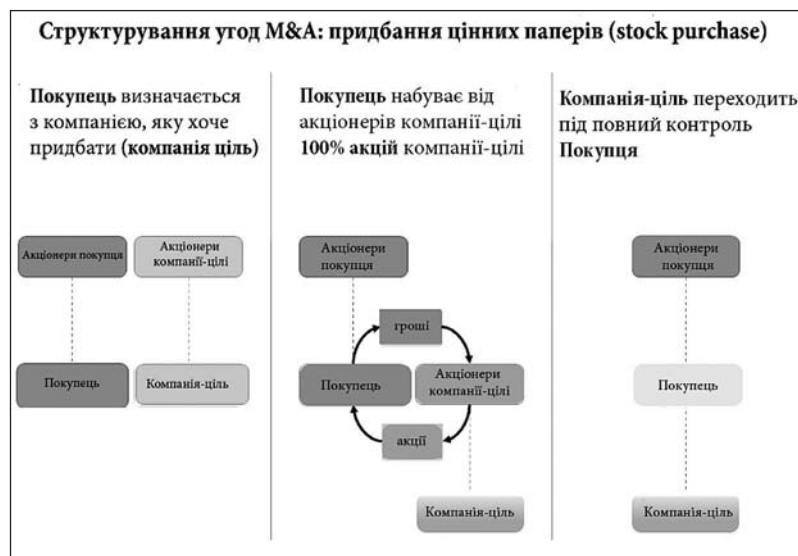 Структурування угод M&A: придбання цінних паперів (stock purchase)
Покупець визначається
з компанією, яку хоче
придбати (компанія ціль)
Акціонери покупця
Акціонери
компанії-цілі
Покупець
Компанія-ціль
Покупець набуває від
акціонерів компанії-цілі
100% акцій компанії-цілі
Акціонери
покупця
гроші
Покупець
Акціонери
компанії-цілі
акції
Компанія-ціль
Компанія-ціль переходить
під повний контроль
Покупця
Акціонери
покупця
Покупець
Компанія-ціль